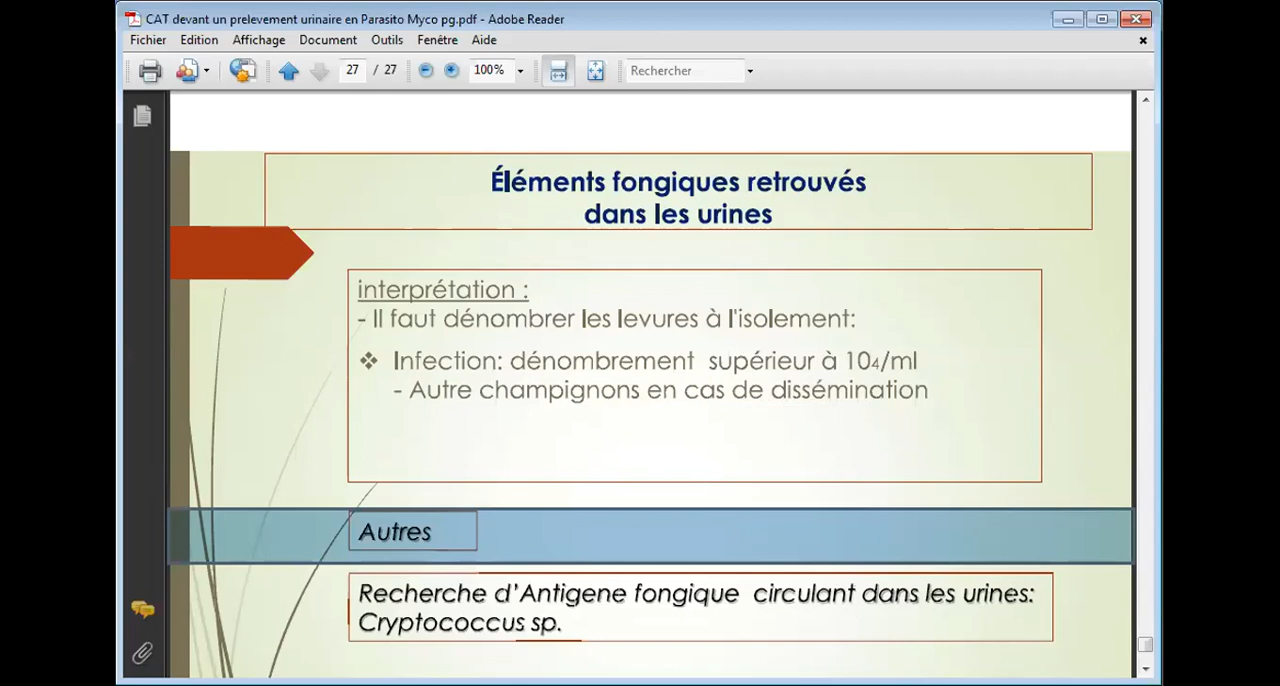 CAT devant un prelevement urinaire en Parasito Myco pg.pdf - Adobe Reader
Fichier Edition Affichage Document Outils Fenêtre Aide
27 / 27 100% Rechercher
Éléments fongiques retrouvés
dans les urines
interprétation :
- Il faut dénombrer les levures à l'isolement:
❖ Infection: dénombrement supérieur à 104/ml
- Autre champignons en cas de dissémination
Autres
Recherche d’Antigene fongique circulant dans les urines:
Cryptococcus sp.